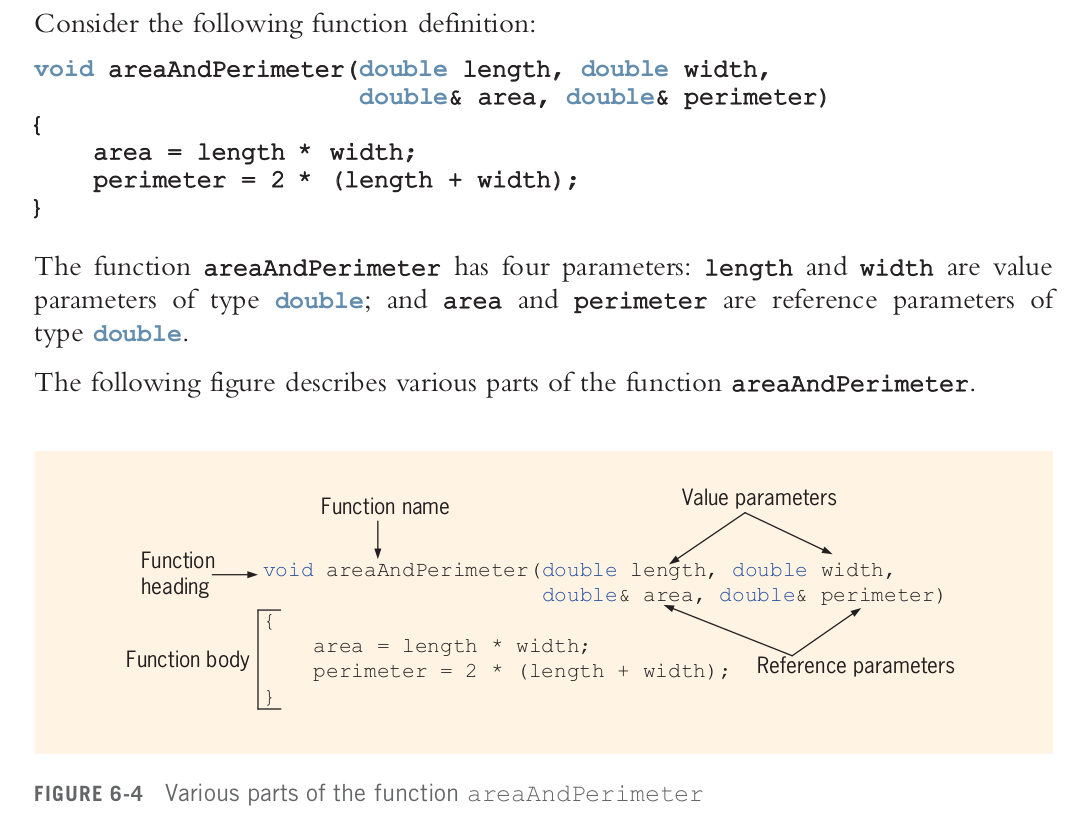 Consider the following function definition:
void areaAndPerimeter(double length, double width,
double& area, double& perimeter)
{
area = length * width;
perimeter = 2 * (length + width);
}
The function areaAndPerimeter has four parameters: length and width are value
parameters of type double; and area and perimeter are reference parameters of
type double.
The following figure describes various parts of the function areaAndPerimeter.
Function name
Value parameters
Function
heading
void areaAndPerimeter(double length, double width,
double& area, double& perimeter)
Function body
{
area = length * width;
perimeter = 2 * (length + width);
}
Reference parameters
FIGURE 6-4 Various parts of the function areaAndPerimeter